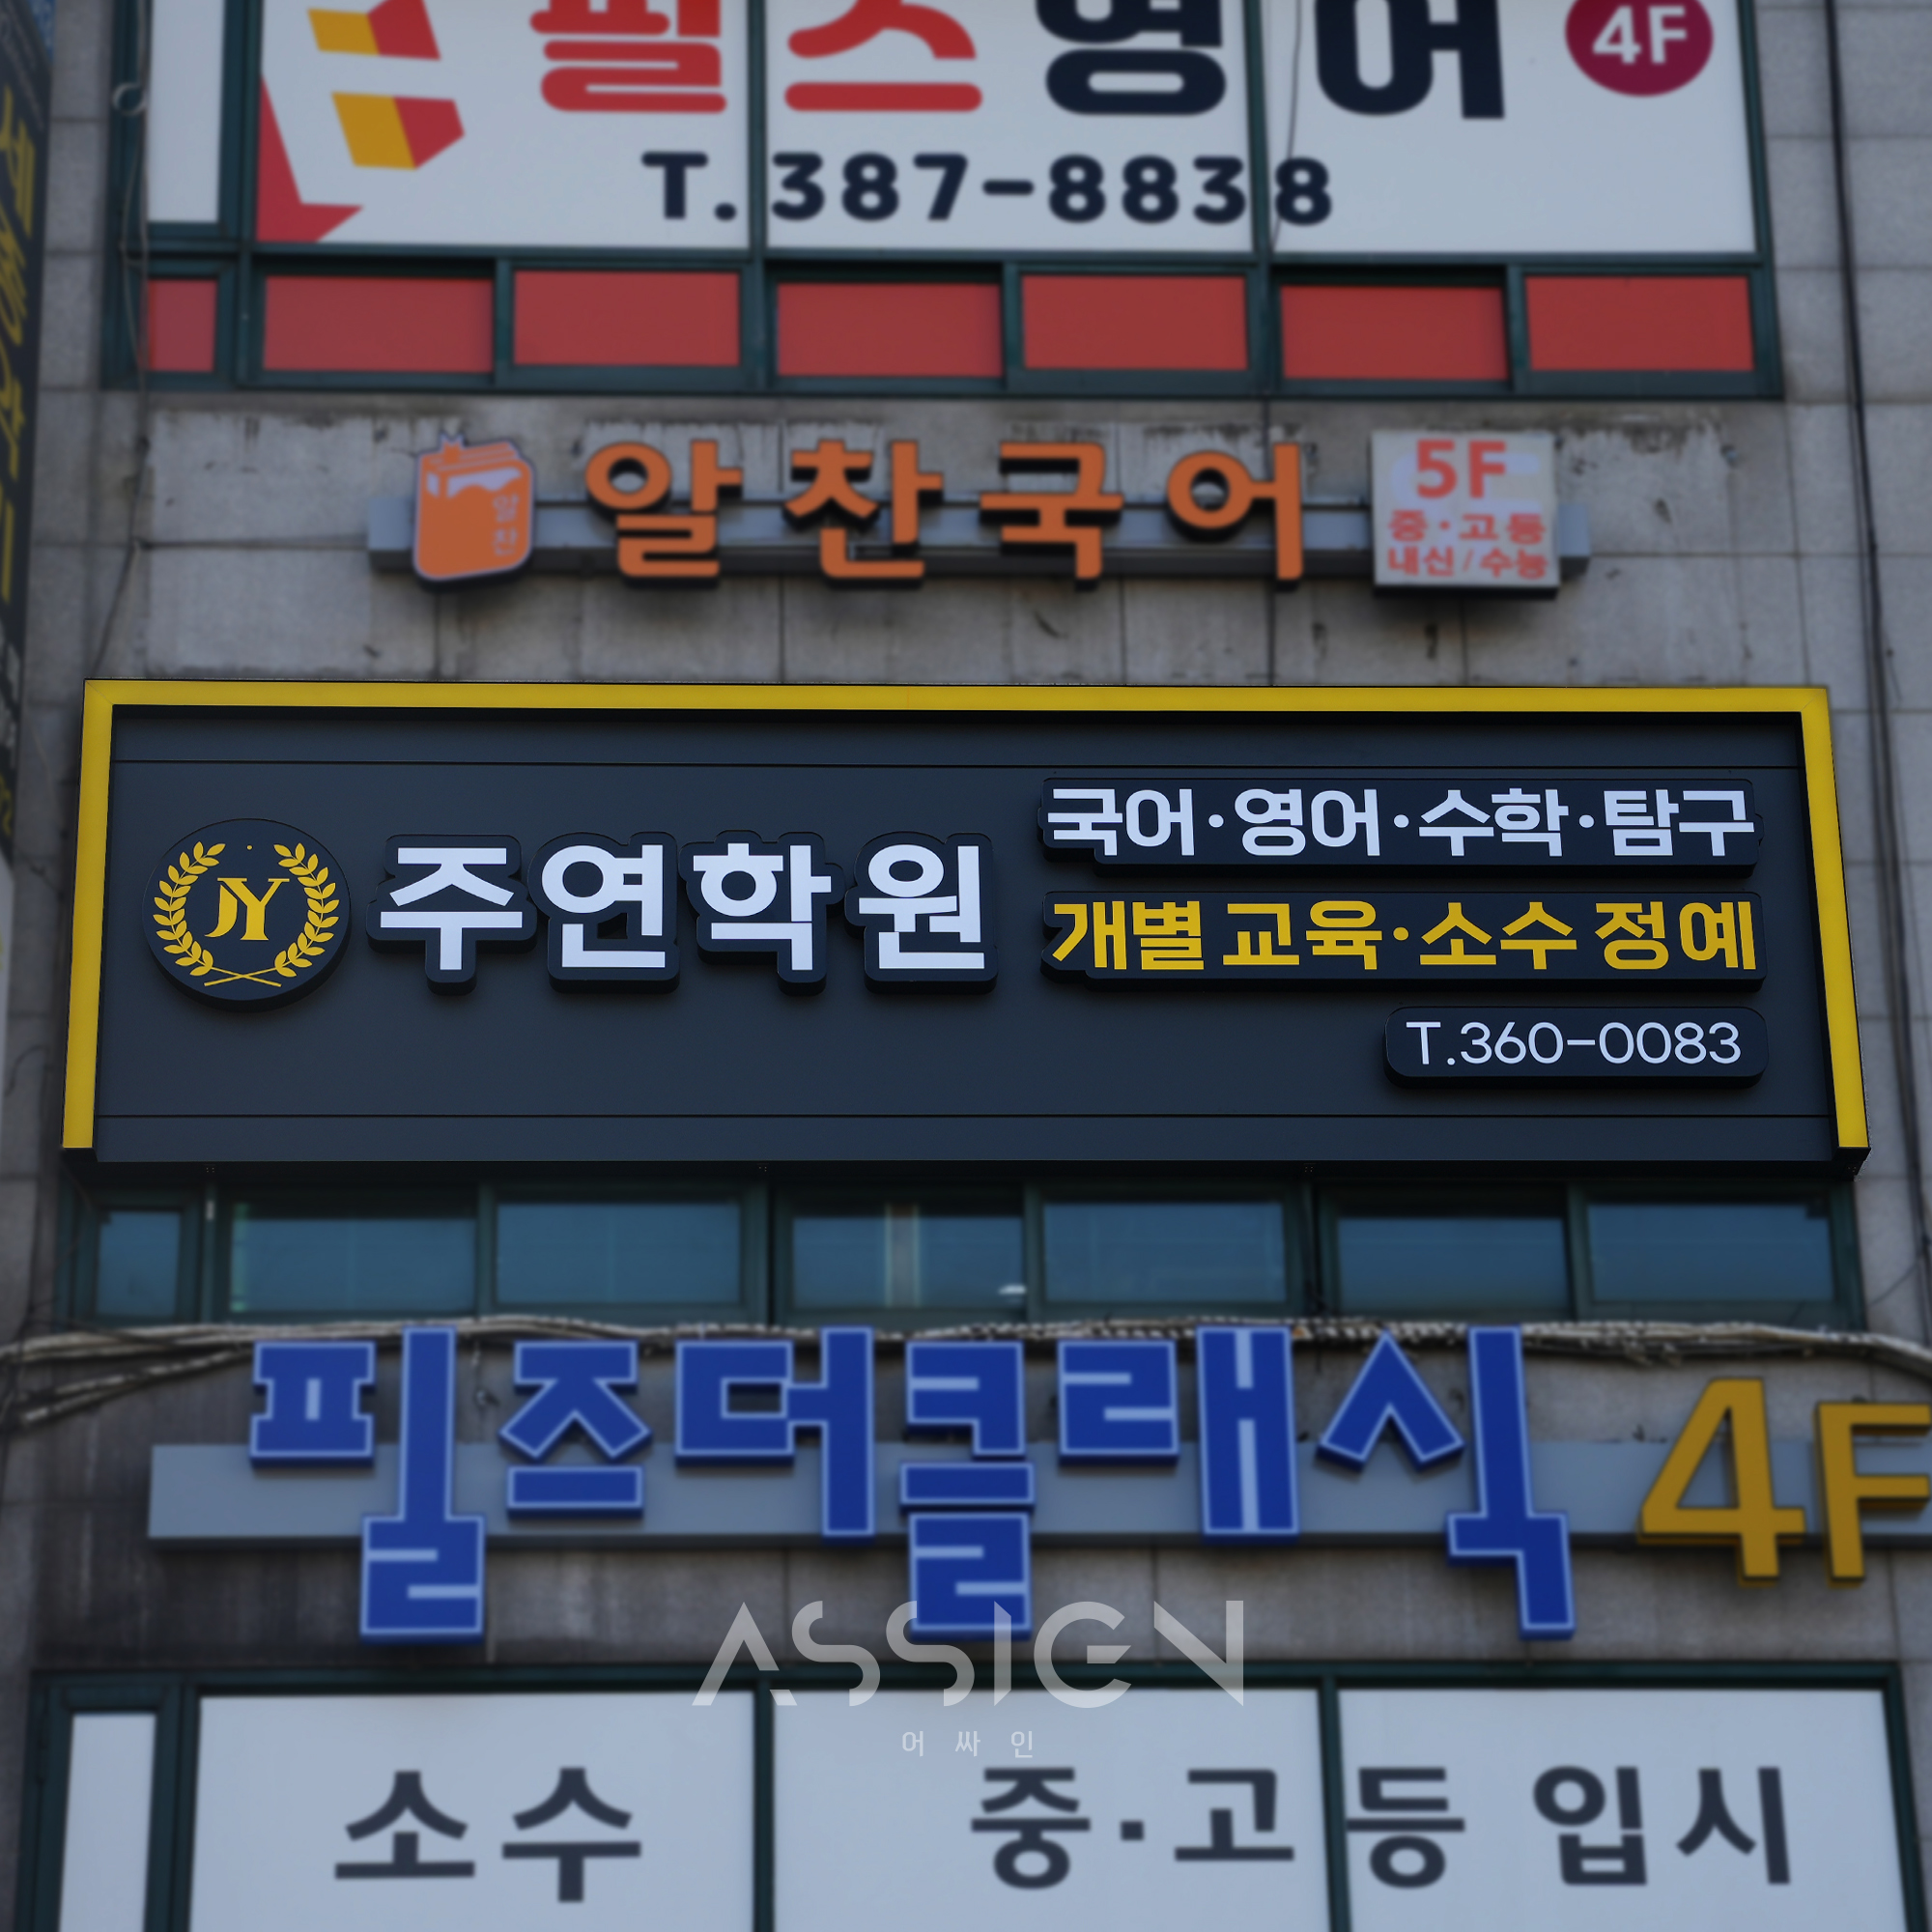 필즈영어 4F
T.387-8838
알찬
알찬국어
5F
중·고등
내신/수능
JY
주연학원
국어·영어·수학·탐구
개별교육·소수정예
T.360-0083
필즈더클래식 4F
ASSIGN
어싸인
소수 중·고등 입시